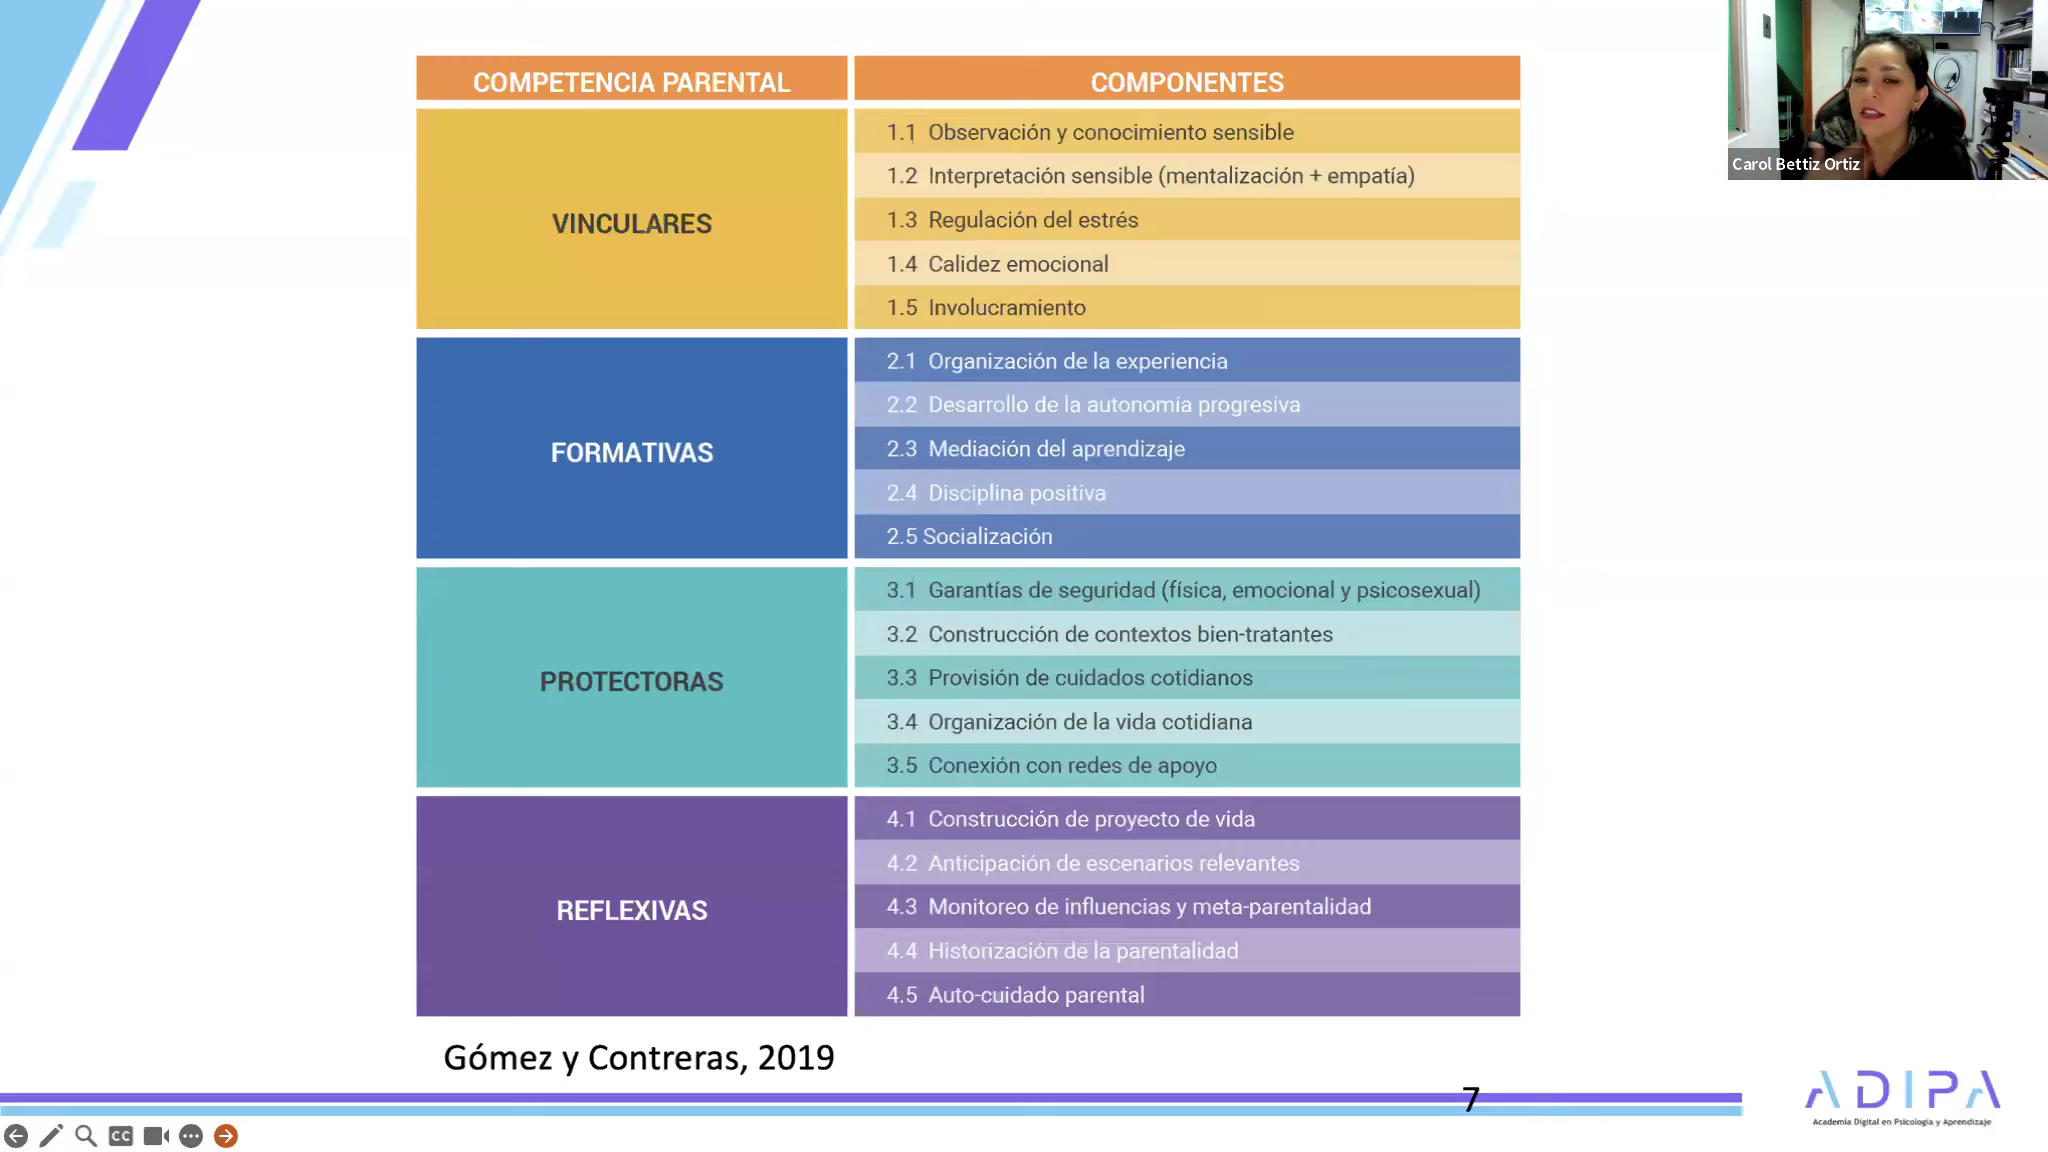 COMPETENCIA PARENTAL
COMPONENTES
VINCULARES
1.1 Observación y conocimiento sensible
1.2 Interpretación sensible (mentalización + empatía)
1.3 Regulación del estrés
1.4 Calidez emocional
1.5 Involucramiento
FORMATIVAS
2.1 Organización de la experiencia
2.2 Desarrollo de la autonomía progresiva
2.3 Mediación del aprendizaje
2.4 Disciplina positiva
2.5 Socialización
PROTECTORAS
3.1 Garantías de seguridad (física, emocional y psicosexual)
3.2 Construcción de contextos bien-tratantes
3.3 Provisión de cuidados cotidianos
3.4 Organización de la vida cotidiana
3.5 Conexión con redes de apoyo
REFLEXIVAS
4.1 Construcción de proyecto de vida
4.2 Anticipación de escenarios relevantes
4.3 Monitoreo de influencias y meta-parentalidad
4.4 Historización de la parentalidad
4.5 Auto-cuidado parental
Gómez y Contreras, 2019
7
Carol Bettiz Ortiz
ADIPA
Academia Digital en Psicología y Aprendizaje
CC